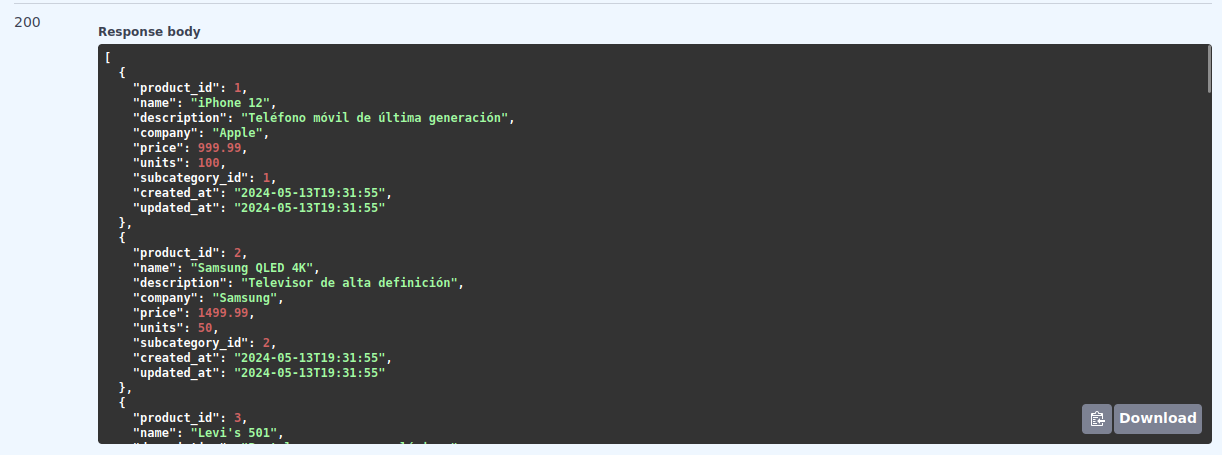 200
Response body
[
  {
    "product_id": 1,
    "name": "iPhone 12",
    "description": "Teléfono móvil de última generación",
    "company": "Apple",
    "price": 999.99,
    "units": 100,
    "subcategory_id": 1,
    "created_at": "2024-05-13T19:31:55",
    "updated_at": "2024-05-13T19:31:55"
  },
  {
    "product_id": 2,
    "name": "Samsung QLED 4K",
    "description": "Televisor de alta definición",
    "company": "Samsung",
    "price": 1499.99,
    "units": 50,
    "subcategory_id": 2,
    "created_at": "2024-05-13T19:31:55",
    "updated_at": "2024-05-13T19:31:55"
  },
  {
    "product_id": 3,
    "name": "Levi's 501",
Download